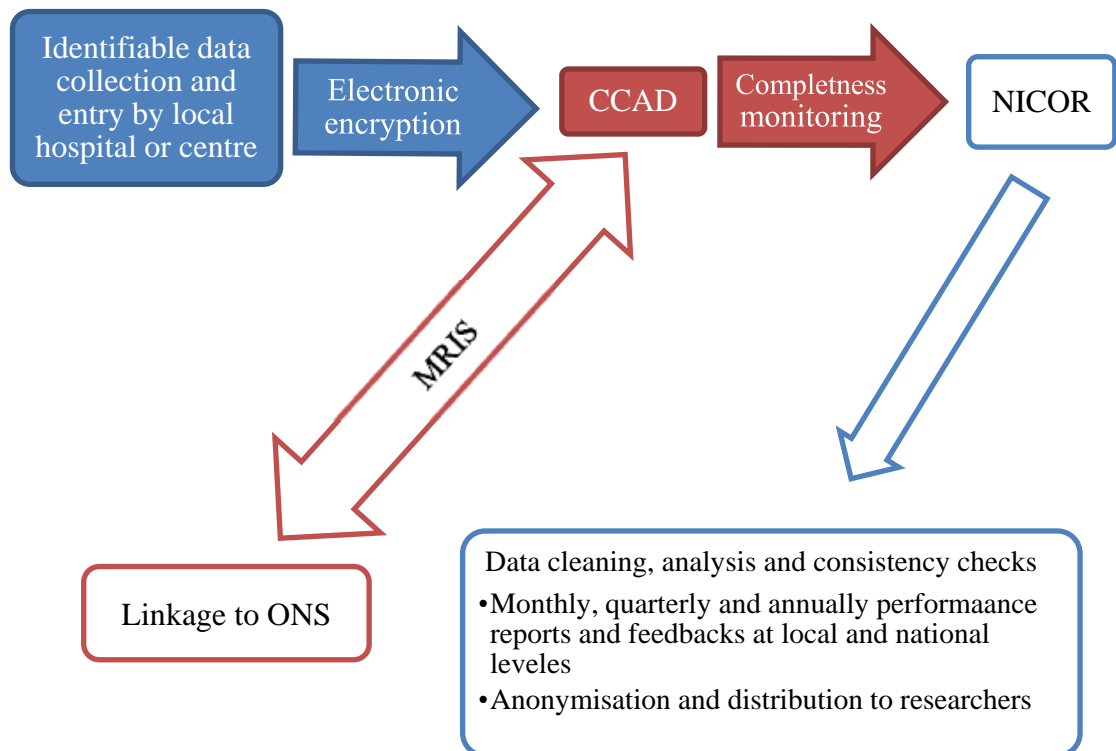 Identifiable data
collection and
entry by local
hospital or centre
Electronic
encryption
CCAD
Completness
monitoring
NICOR
MRIS
Linkage to ONS
Data cleaning, analysis and consistency checks
•Monthly, quarterly and annually performaance
reports and feedbacks at local and national
leveles
•Anonymisation and distribution to researchers